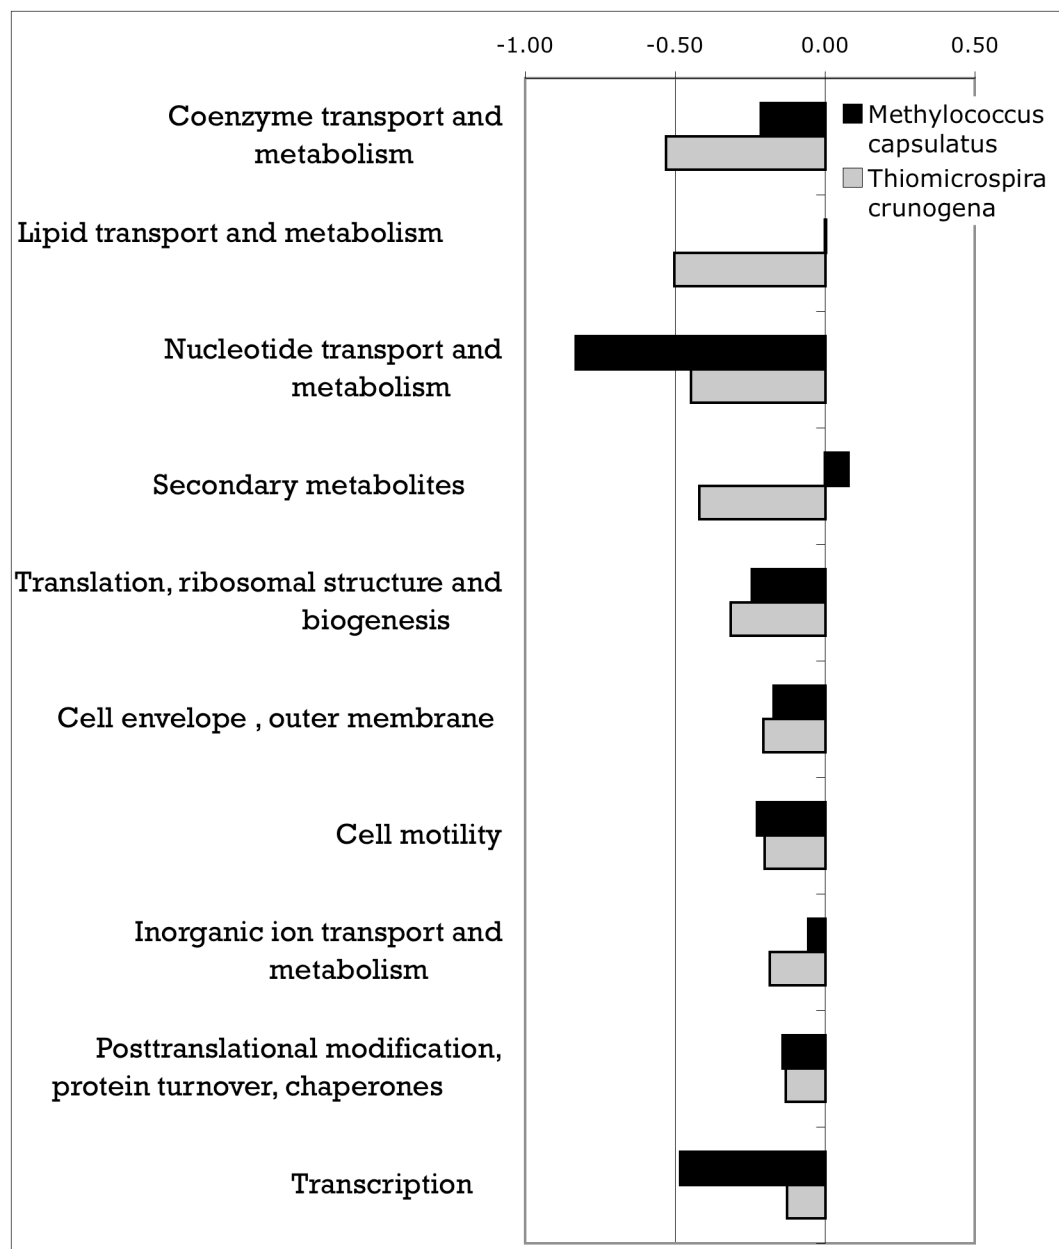 -1.00 -0.50 0.00 0.50
Methylococcus
capsulatus
Thiomicrospira
crunogena
Coenzyme transport and
metabolism
Lipid transport and metabolism
Nucleotide transport and
metabolism
Secondary metabolites
Translation, ribosomal structure and
biogenesis
Cell envelope , outer membrane
Cell motility
Inorganic ion transport and
metabolism
Posttranslational modification,
protein turnover, chaperones
Transcription